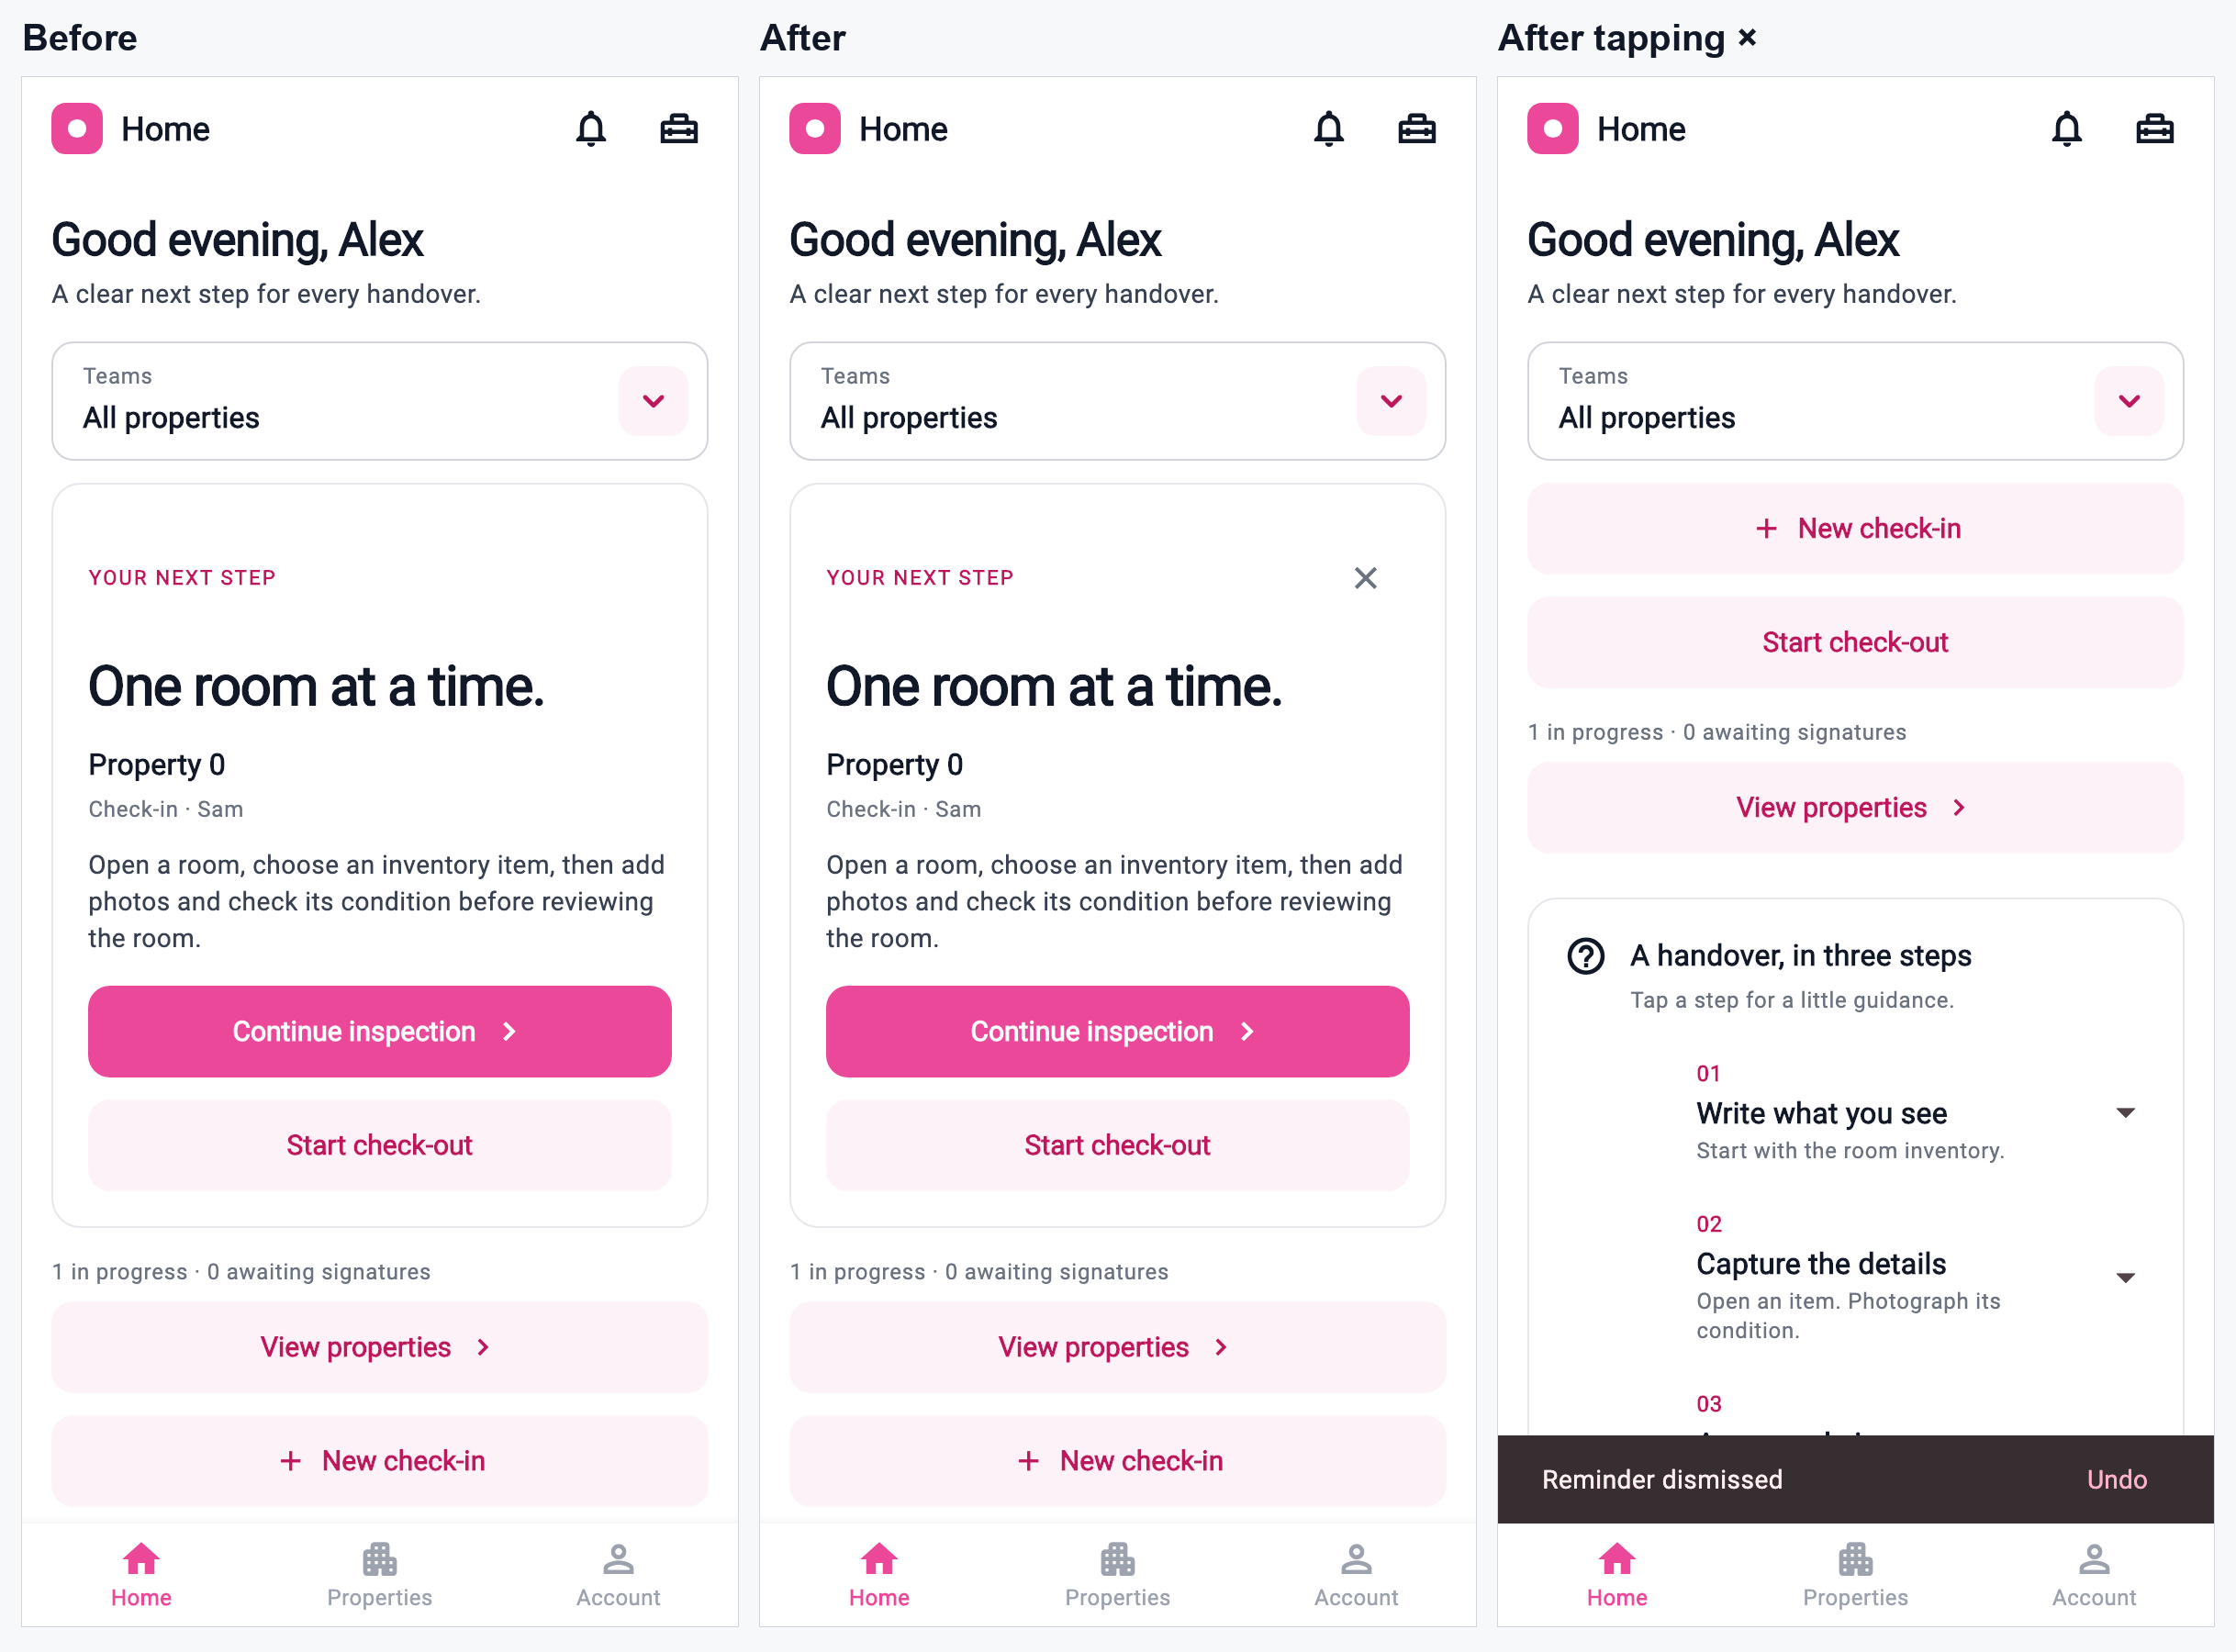 Before
Home
Good evening, Alex
A clear next step for every handover.
Teams
All properties
YOUR NEXT STEP
One room at a time.
Property 0
Check-in · Sam
Open a room, choose an inventory item, then add
photos and check its condition before reviewing
the room.
Continue inspection
Start check-out
1 in progress · 0 awaiting signatures
View properties
+ New check-in
Home
Properties
Account
After
Home
Good evening, Alex
A clear next step for every handover.
Teams
All properties
YOUR NEXT STEP
One room at a time.
Property 0
Check-in · Sam
Open a room, choose an inventory item, then add
photos and check its condition before reviewing
the room.
Continue inspection
Start check-out
1 in progress · 0 awaiting signatures
View properties
+ New check-in
Home
Properties
Account
After tapping ×
Home
Good evening, Alex
A clear next step for every handover.
Teams
All properties
+ New check-in
Start check-out
1 in progress · 0 awaiting signatures
View properties
A handover, in three steps
Tap a step for a little guidance.
01
Write what you see
Start with the room inventory.
02
Capture the details
Open an item. Photograph its
condition.
03
Reminder dismissed
Undo
Home
Properties
Account